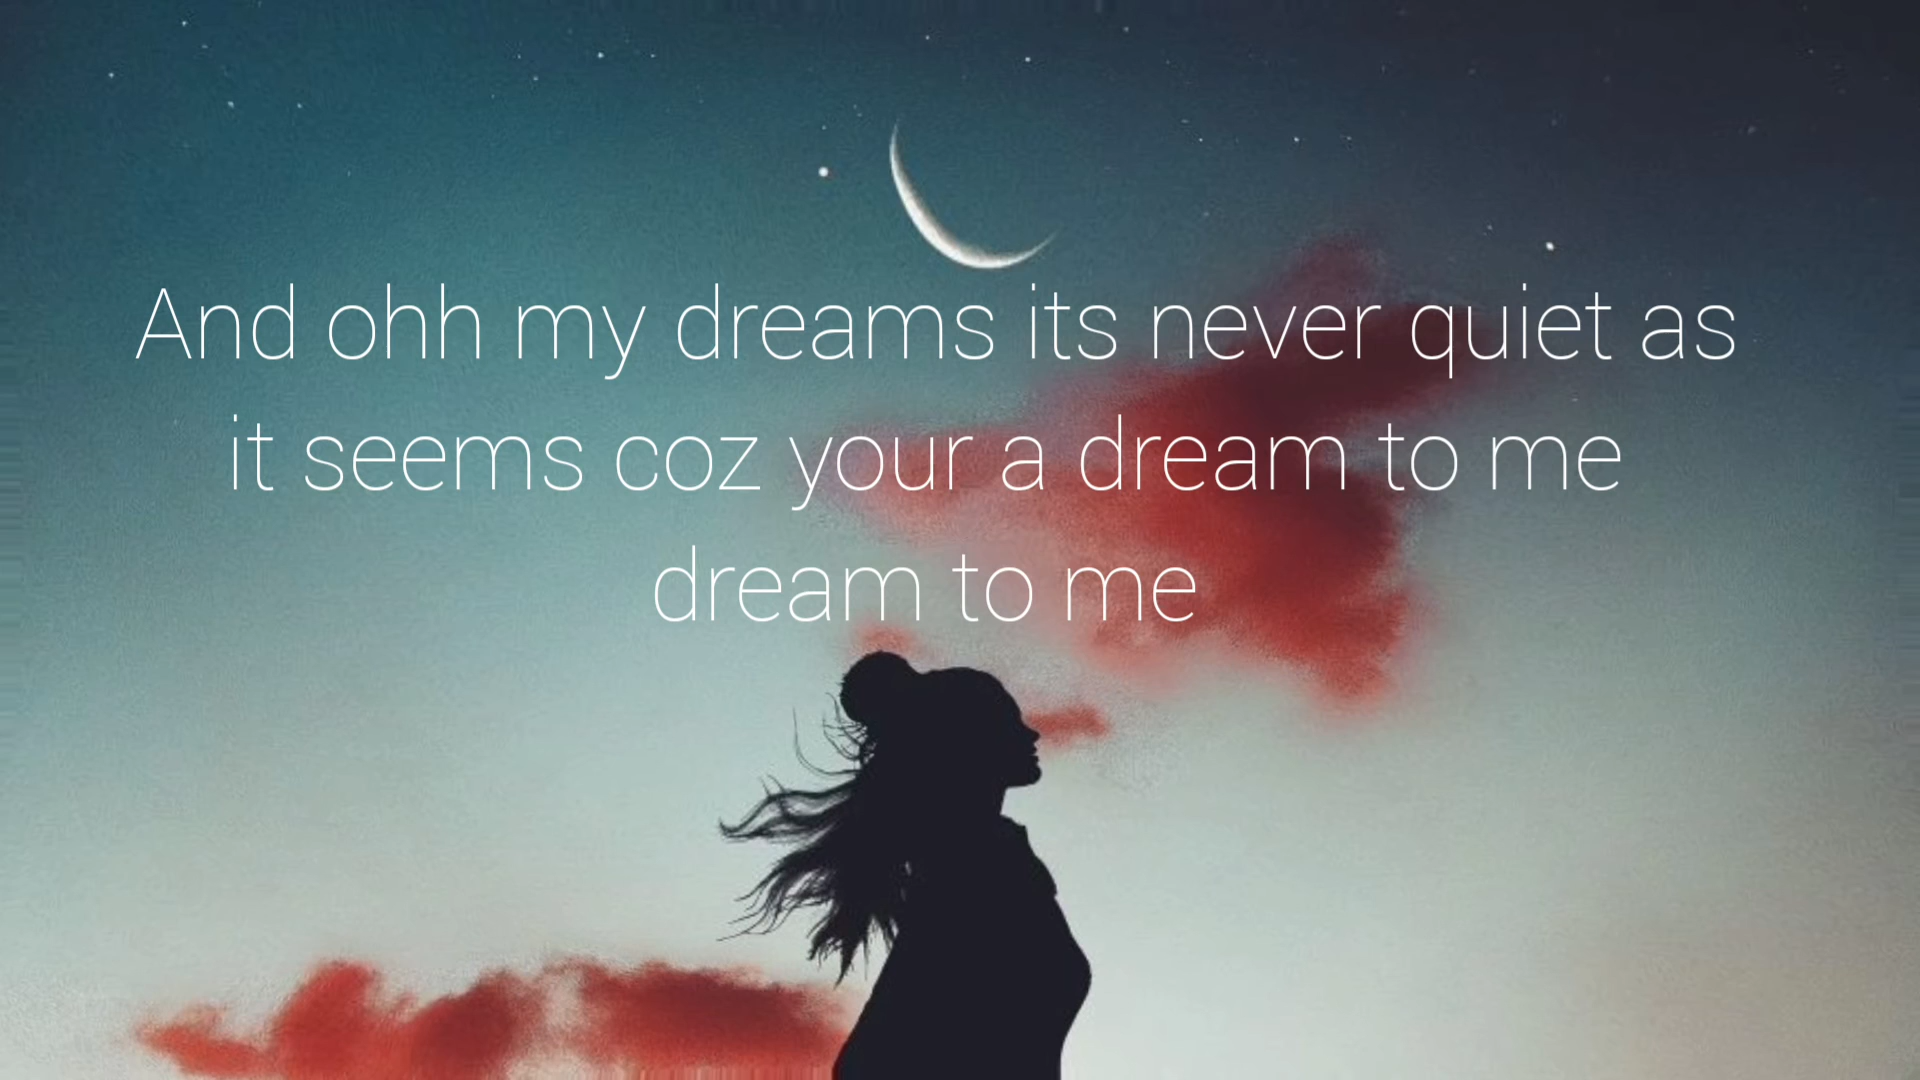 And ohh my dreams its never quiet as
it seems coz your a dream to me
dream to me